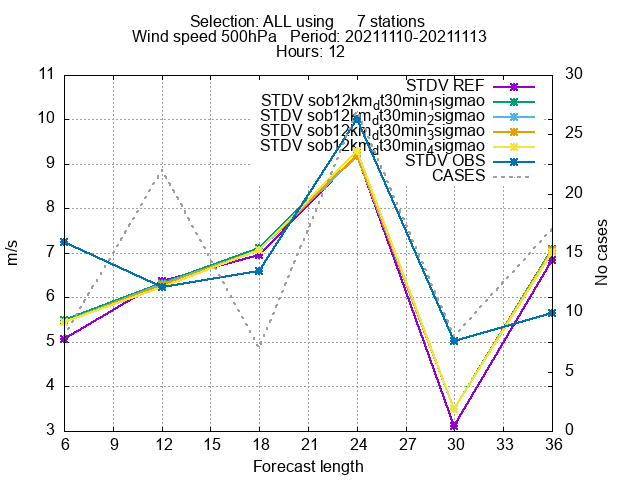 Selection: ALL using     7 stations
Wind speed 500hPa   Period: 20211110-20211113
Hours: 12
STDV REF
STDV sob12km_dt30min_1sigmao
STDV sob12km_dt30min_2sigmao
STDV sob12km_dt30min_3sigmao
STDV sob12km_dt30min_4sigmao
STDV OBS
CASES
11
10
9
8
7
6
5
4
3
m/s
30
25
20
15
10
5
0
No cases
6 9 12 15 18 21 24 27 30 33 36
Forecast length